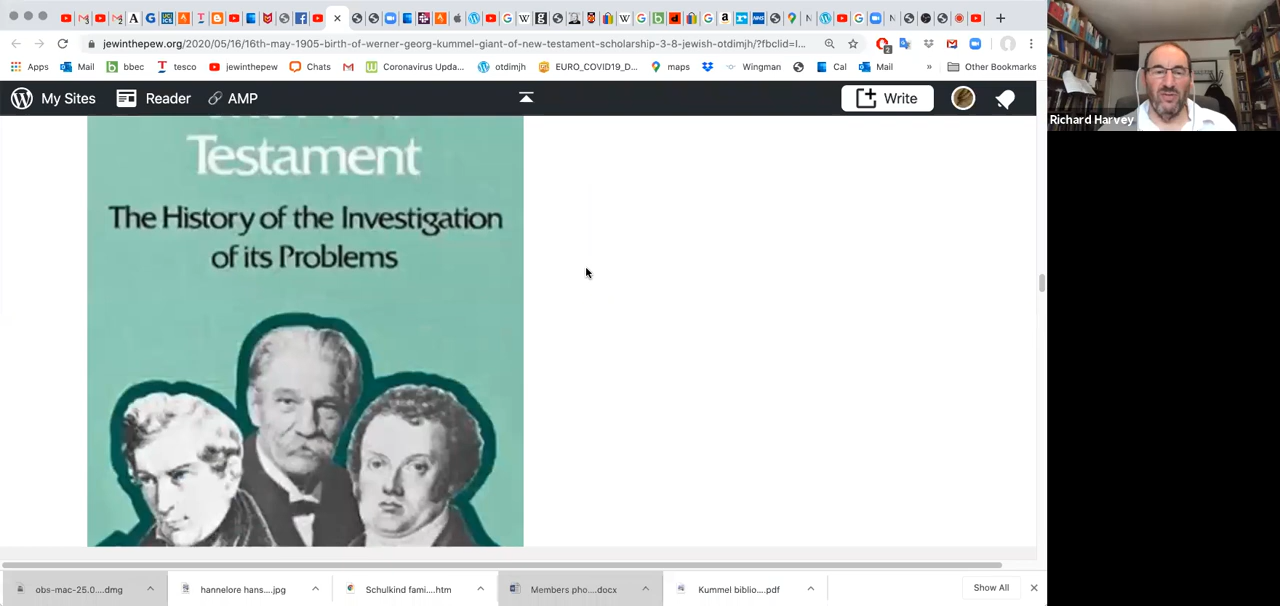 jewinthepew.org/2020/05/16/16th-may-1905-birth-of-werner-georg-kummel-giant-of-new-testament-scholarship-3-8-jewish-otdimjh/?fbclid=I...
Apps Mail bbec tesco jewinthepew Chats Coronavirus Upda... otdimjh EURO_COVID19_D... maps Wingman Cal Mail » Other Bookmarks
My Sites Reader AMP Write
Richard Harvey
Testament
The History of the Investigation
of its Problems
obs-mac-25.0....dmg hannelore hans....jpg Schulkind fami....htm Members pho....docx Kummel biblio....pdf Show All